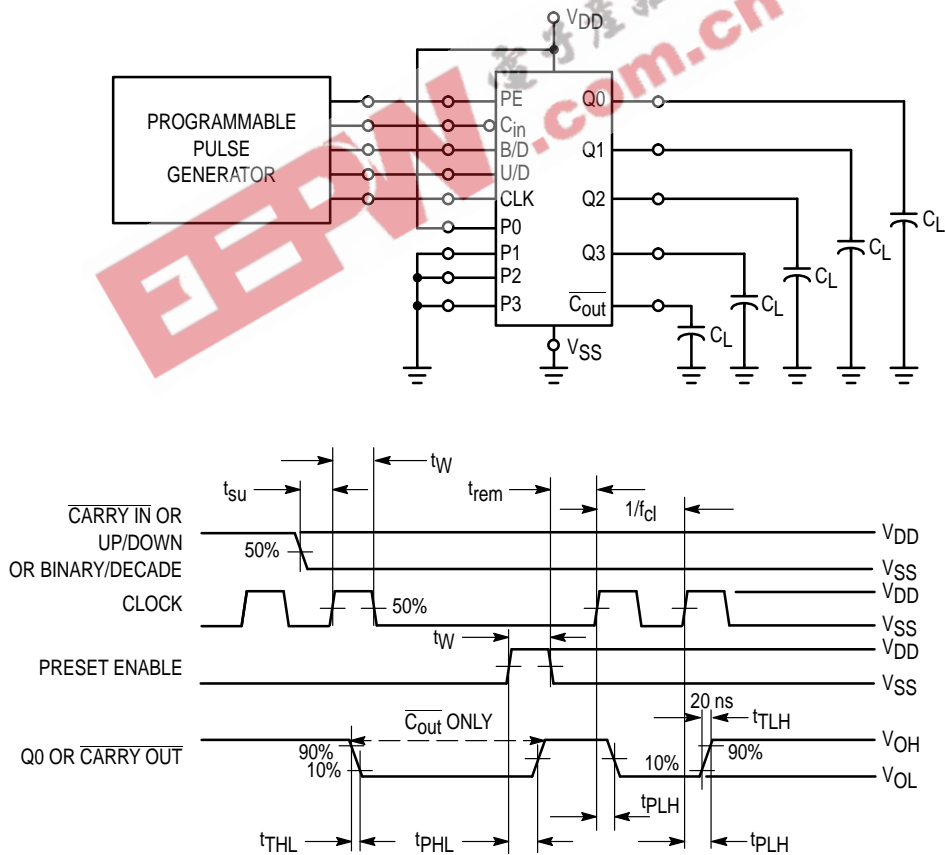 VDD
PROGRAMMABLE
PULSE
GENERATOR
PE
Cin
B/D
U/D
CLK
P0
P1
P2
P3
Q0
Q1
Q2
Q3
Cout
VSS
CL
CL
CL
CL
CL
EEPW
.com.cn
tW
tsu
trem
1/fcl
CARRY IN OR
UP/DOWN
OR BINARY/DECADE
50%
VDD
VSS
CLOCK
50%
VDD
VSS
tW
PRESET ENABLE
VDD
VSS
20 ns
tTLH
Cout ONLY
Q0 OR CARRY OUT
90%
10%
10%
90%
VOH
VOL
tPLH
tTHL
tPHL
tPLH